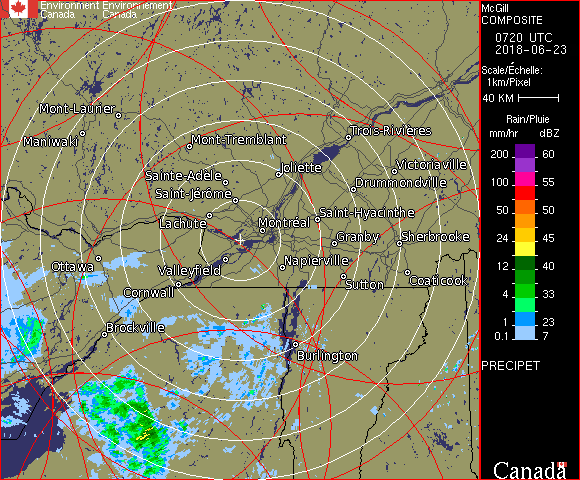 Environment Environnement
Canada Canada
McGill
COMPOSITE
0720 UTC
2018-06-23
Scale/Échelle:
1km/Pixel
40 KM
Rain/Pluie
mm/hr dBZ
200 60
155
100 55
50 50
24 45
12 40
4 33
1 23
0.1 7
PRECIPET
Mont-Laurier
Maniwaki
Mont-Tremblant
Trois-Rivières
Sainte-Adèle
Joliette
Victoriaville
Saint-Jérôme
Drummondville
Lachute
Montréal
Saint-Hyacinthe
Granby
Sherbrooke
Ottawa
Valleyfield
Napierville
Cornwall
Sutton
Coaticook
Brockville
Burlington
Canada